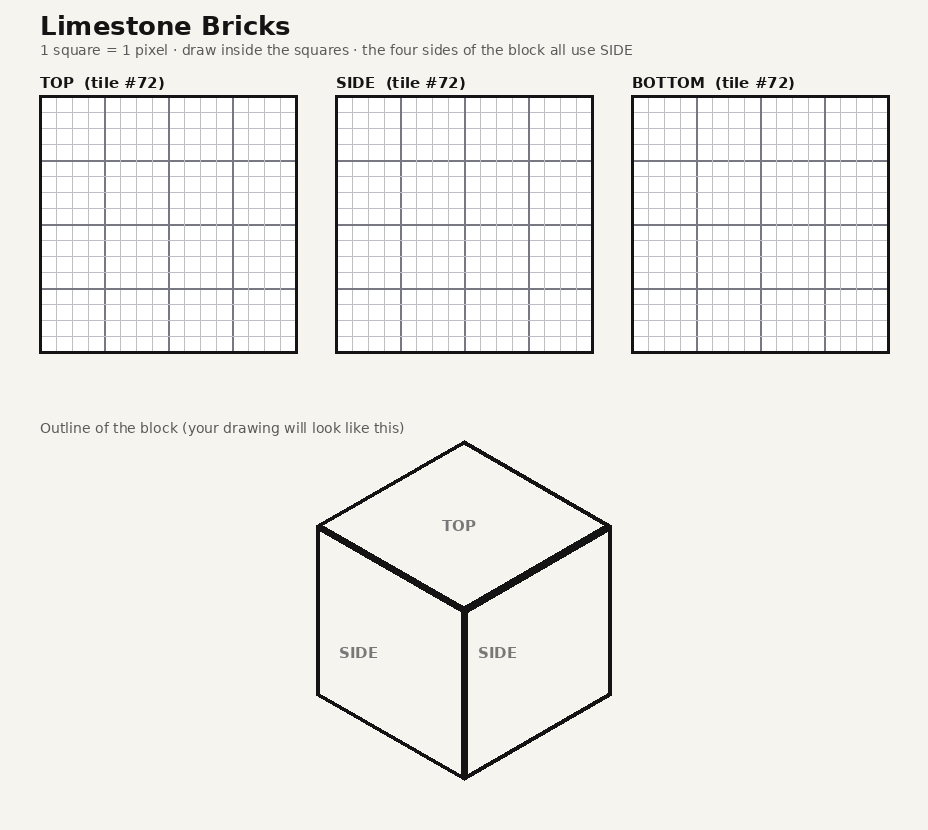 Limestone Bricks
1 square = 1 pixel · draw inside the squares · the four sides of the block all use SIDE
TOP (tile #72)
SIDE (tile #72)
BOTTOM (tile #72)
Outline of the block (your drawing will look like this)
TOP
SIDE
SIDE